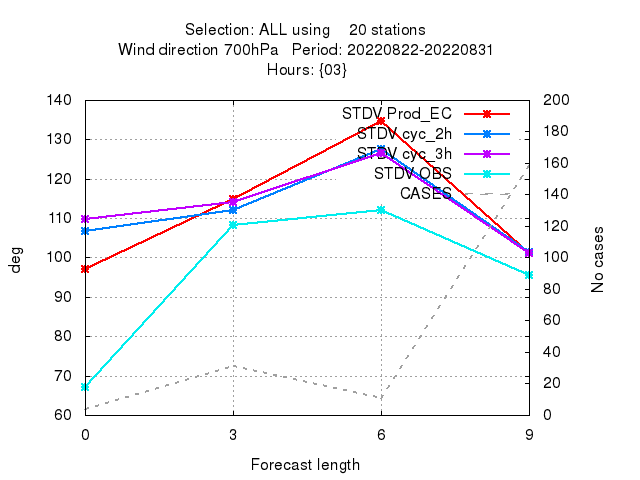 Selection: ALL using 20 stations
Wind direction 700hPa Period: 20220822-20220831
Hours: {03}
140
130
120
110
100
90
80
70
60
deg
200
180
160
140
120
100
80
60
40
20
0
No cases
STDV Prod_EC
STDV cyc_2h
STDV cyc_3h
STDV OBS
CASES
0 3 6 9
Forecast length